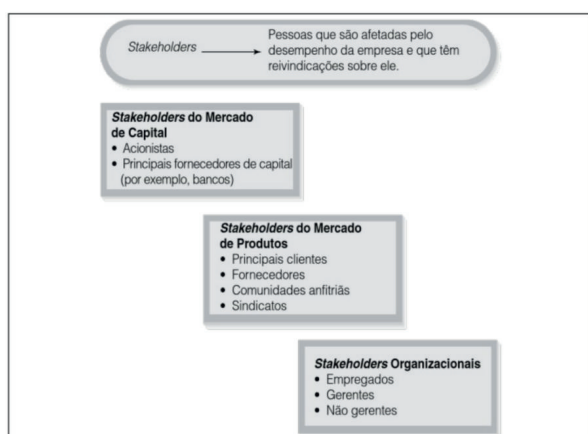 Stakeholders
Pessoas que são afetadas pelo
desempenho da empresa e que têm
reivindicações sobre ele.
Stakeholders do Mercado
de Capital
• Acionistas
• Principais fornecedores de capital
(por exemplo, bancos)
Stakeholders do Mercado
de Produtos
• Principais clientes
• Fornecedores
• Comunidades anfitriãs
• Sindicatos
Stakeholders Organizacionais
• Empregados
• Gerentes
• Não gerentes